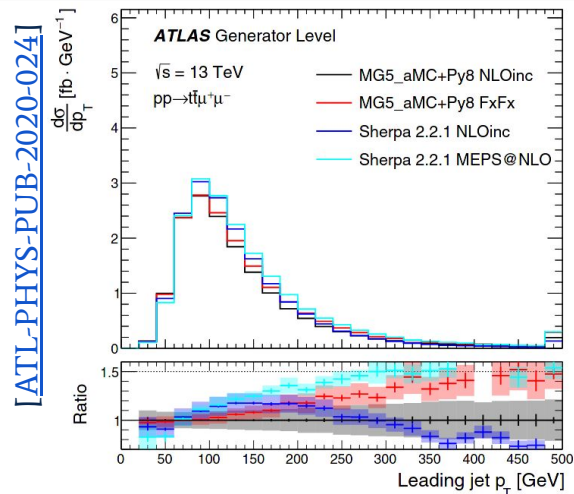 [ATL-PHYS-PUB-2020-024]
dσ/dp_T [fb · GeV⁻¹]
6
5
4
3
2
1
0
ATLAS Generator Level
√s = 13 TeV
pp→tt̄μ⁺μ⁻
MG5_aMC+Py8 NLOinc
MG5_aMC+Py8 FxFx
Sherpa 2.2.1 NLOinc
Sherpa 2.2.1 MEPS@NLO
Ratio
1.5
1
0 50 100 150 200 250 300 350 400 450 500
Leading jet p_T [GeV]